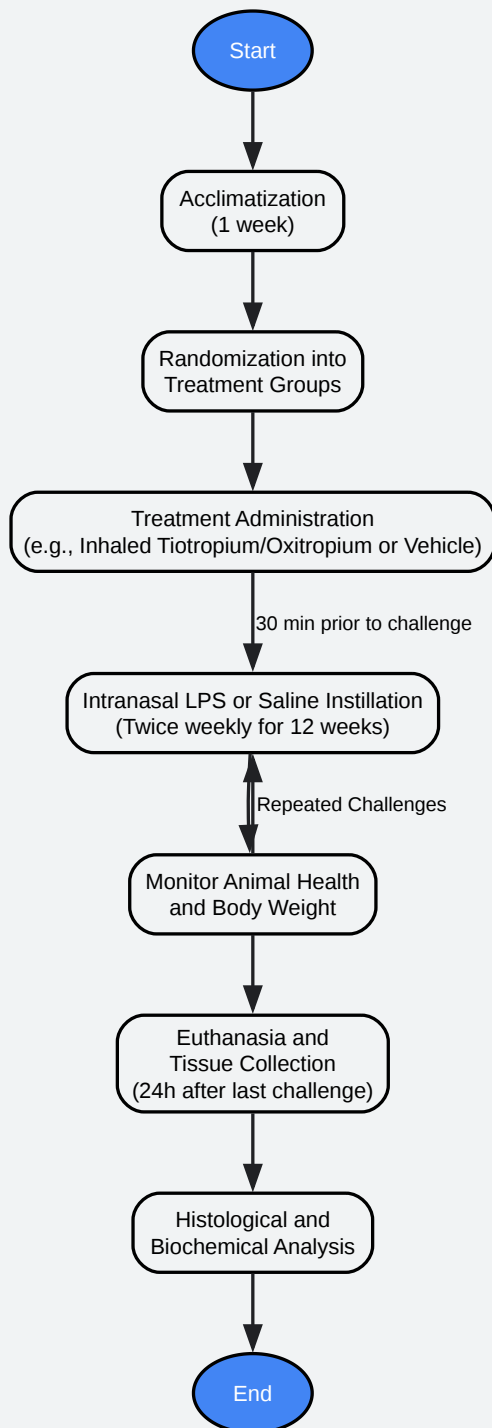 Start
Acclimatization
(1 week)
Randomization into
Treatment Groups
Treatment Administration
(e.g., Inhaled Tiotropium/Oxitropium or Vehicle)
30 min prior to challenge
Intranasal LPS or Saline Instillation
(Twice weekly for 12 weeks)
Repeated Challenges
Monitor Animal Health
and Body Weight
Euthanasia and
Tissue Collection
(24h after last challenge)
Histological and
Biochemical Analysis
End